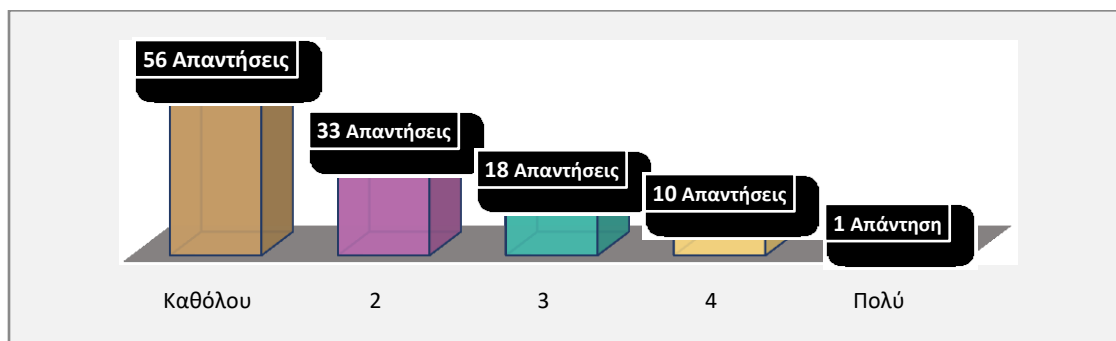 56 Απαντήσεις
33 Απαντήσεις
18 Απαντήσεις
10 Απαντήσεις
1 Απάντηση
Καθόλου 2 3 4 Πολύ